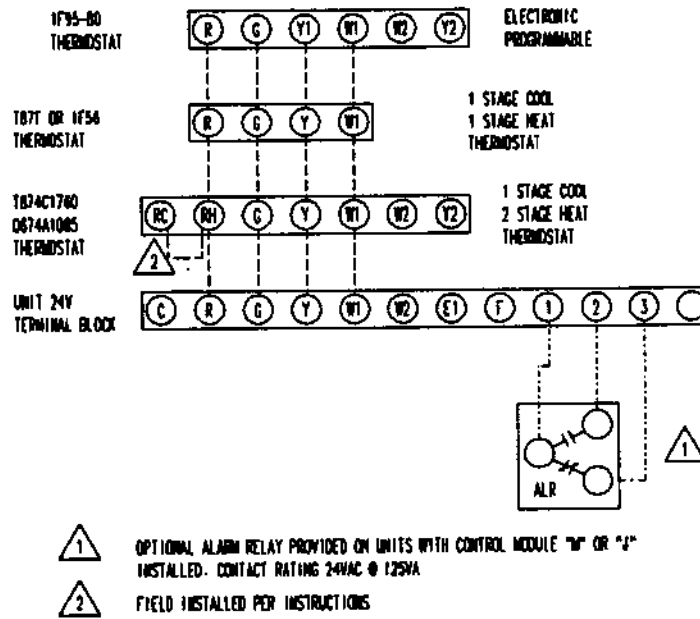 1F95-80
THERMOSTAT
R G Y1 W1 W2 Y2
ELECTRONIC
PROGRAMMABLE
T87F OR 1F56
THERMOSTAT
R G Y W1
1 STAGE COOL
1 STAGE HEAT
THERMOSTAT
T874C1760
Q674A1085
THERMOSTAT
RC RH G Y W1 W2 Y2
1 STAGE COOL
2 STAGE HEAT
THERMOSTAT
2
UNIT 24V
TERMINAL BLOCK
C R G Y W1 W2 E1 F 1 2 3
ALR
1
1 OPTIONAL ALARM RELAY PROVIDED ON UNITS WITH CONTROL MODULE "M" OR "J"
INSTALLED. CONTACT RATING 24VAC @ 125VA
2 FIELD INSTALLED PER INSTRUCTIONS